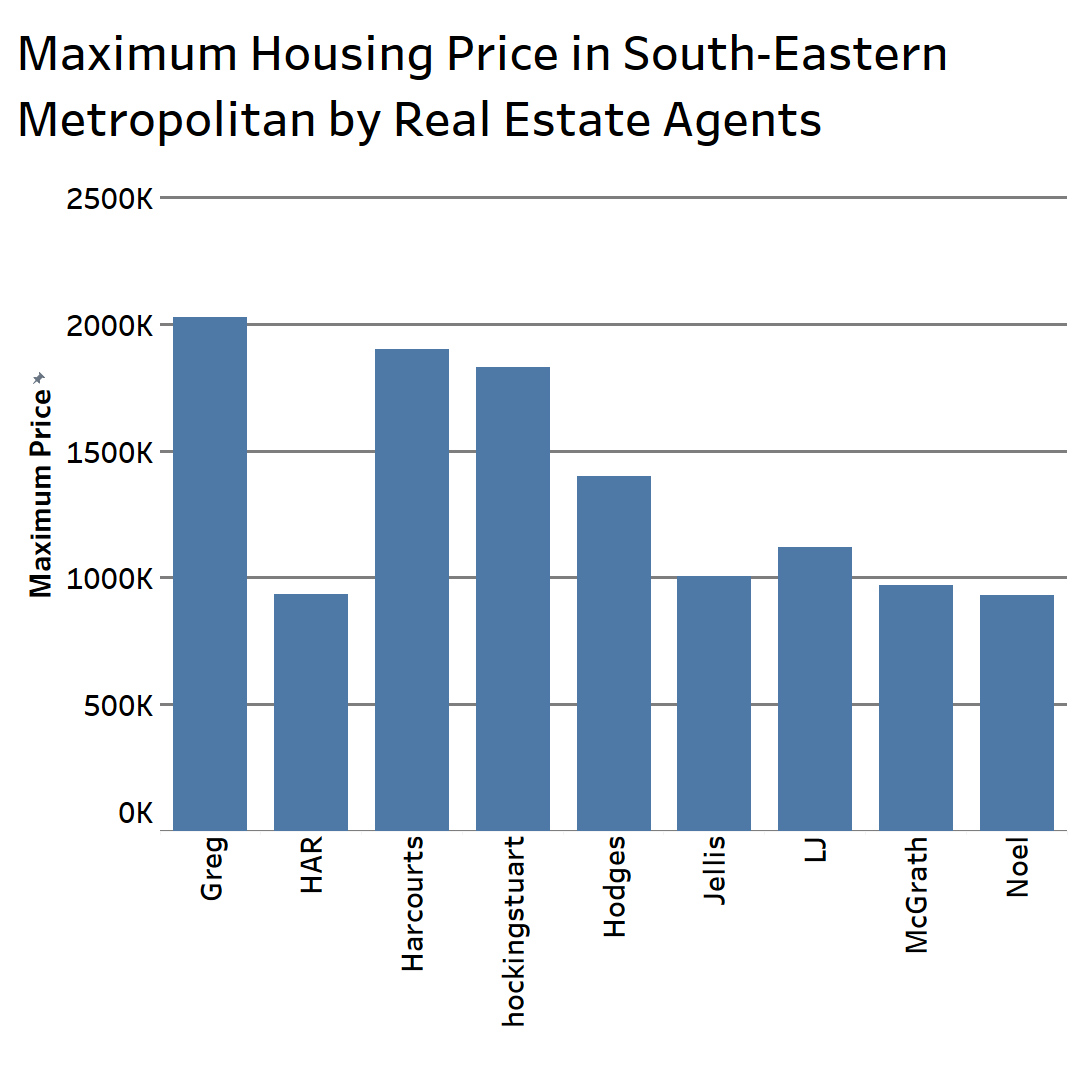 Maximum Housing Price in South-Eastern
Metropolitan by Real Estate Agents
2500K
2000K
1500K
1000K
500K
0K
Maximum Price
Greg
HAR
Harcourts
hockingstuart
Hodges
Jellis
LJ
McGrath
Noel